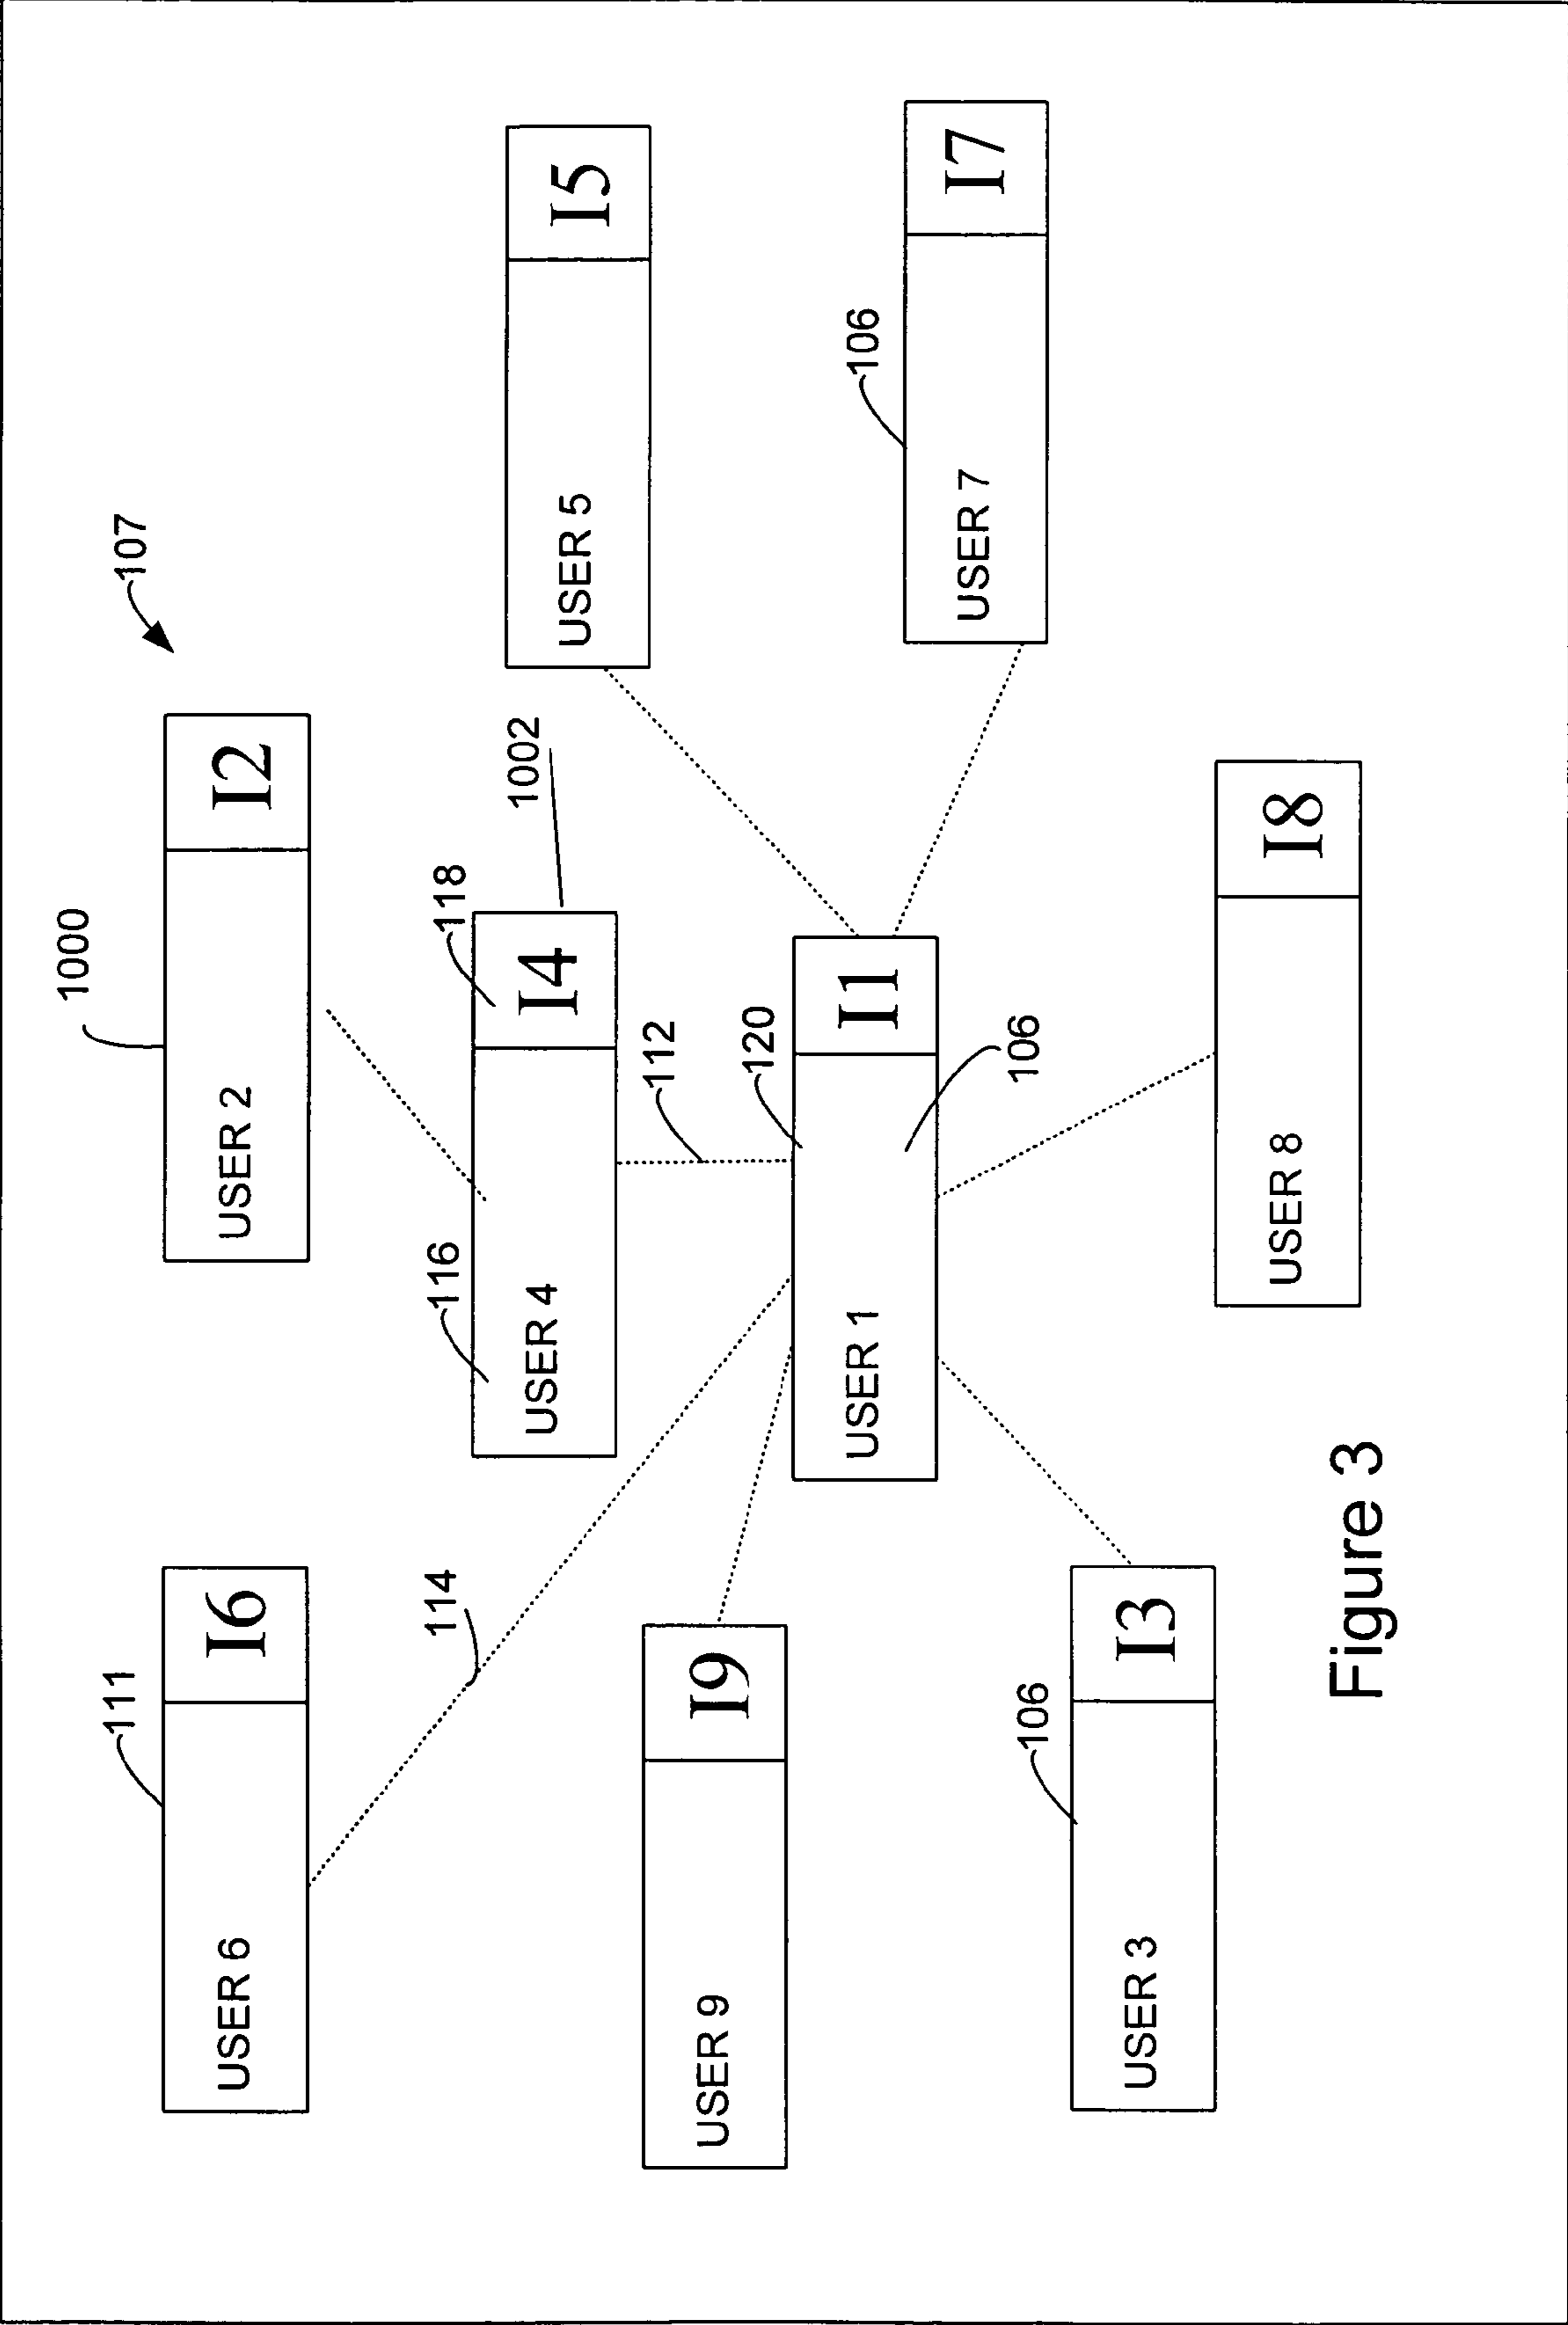 1000
111
107
USER 6 I6
USER 2 I2
114
116
118
1002
USER 4 I4
USER 5 I5
112
USER 9 I9
120
106
USER 1 I1
USER 7 I7
106
106
USER 3 I3
USER 8 I8
Figure 3